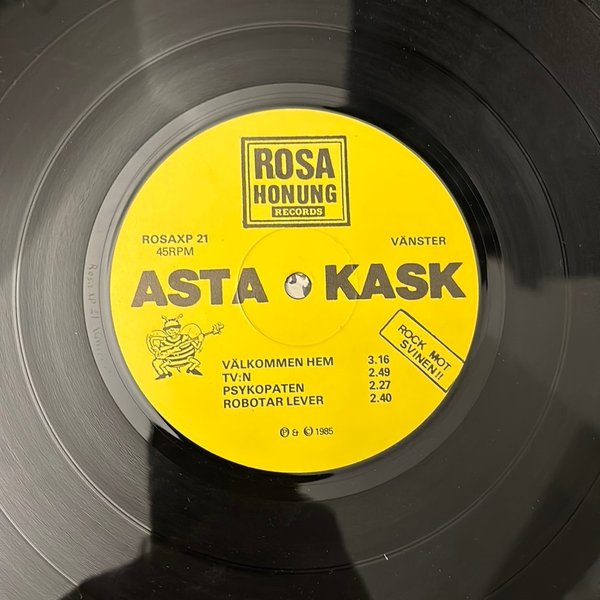 ROSA
HONUNG
RECORDS
ROSAXP 21
45RPM
VÄNSTER
ASTA KASK
ROCK MOT
SVINEN!!
VÄLKOMMEN HEM 3.16
TV:N 2.49
PSYKOPATEN 2.27
ROBOTAR LEVER 2.40
Ⓟ & © 1985